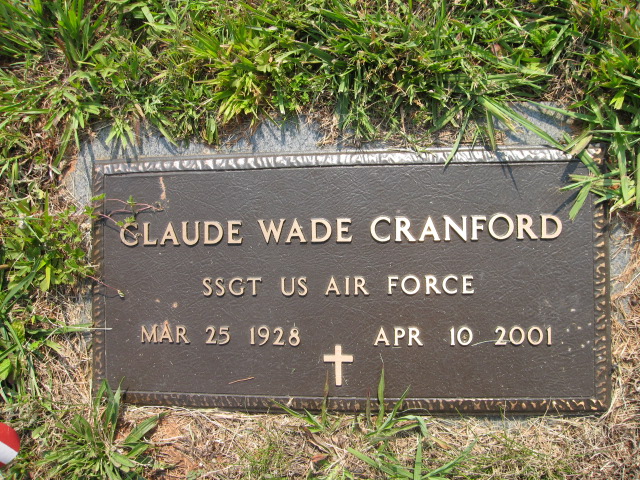 CLAUDE WADE CRANFORD
SSGT US AIR FORCE
MAR 25 1928 APR 10 2001